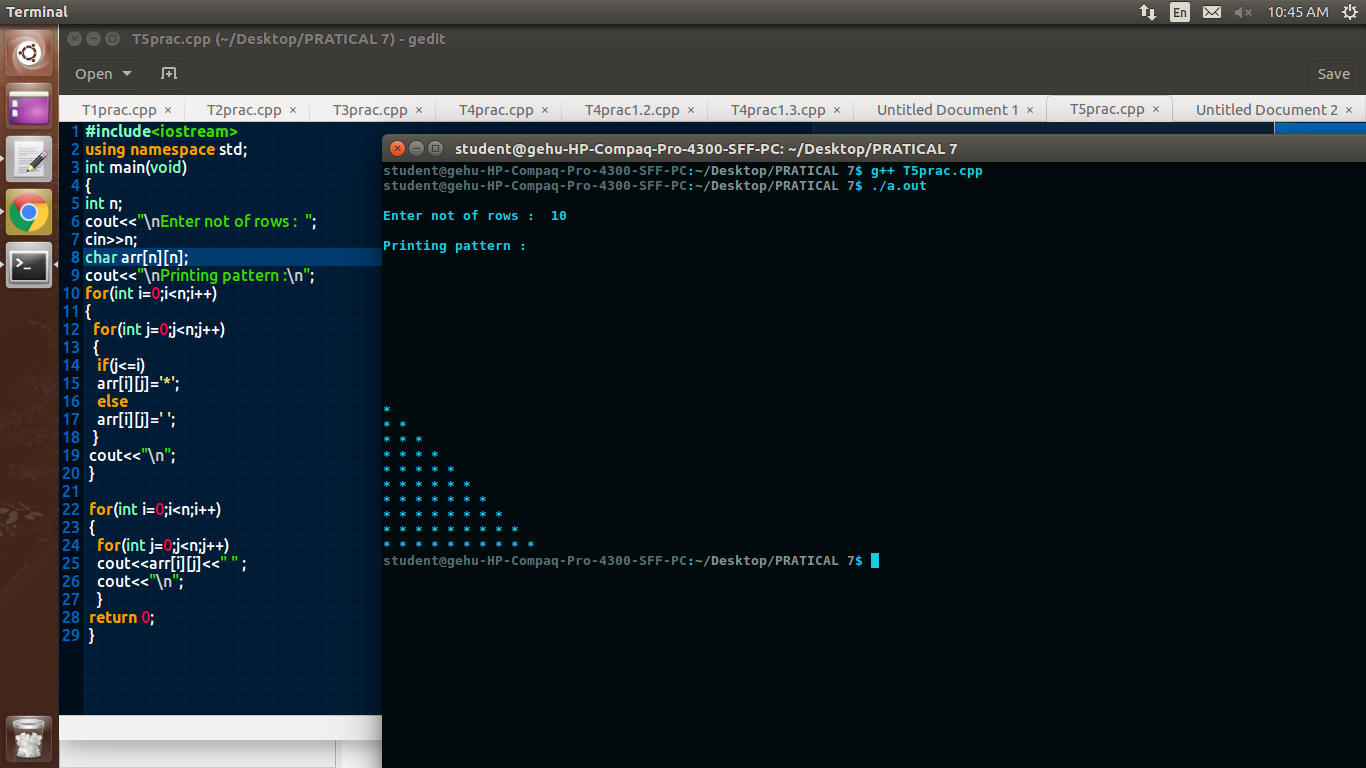 Terminal
En
10:45 AM
T5prac.cpp (~/Desktop/PRATICAL 7) - gedit
Open
Save
T1prac.cpp ×
T2prac.cpp ×
T3prac.cpp ×
T4prac.cpp ×
T4prac1.2.cpp ×
T4prac1.3.cpp ×
Untitled Document 1 ×
T5prac.cpp ×
Untitled Document 2 ×
1 #include<iostream>
2 using namespace std;
3 int main(void)
4 {
5 int n;
6 cout<<"\nEnter not of rows :  ";
7 cin>>n;
8 char arr[n][n];
9 cout<<"\nPrinting pattern :\n";
10 for(int i=0;i<n;i++)
11 {
12  for(int j=0;j<n;j++)
13  {
14   if(j<=i)
15   arr[i][j]='*';
16   else
17   arr[i][j]=' ';
18  }
19 cout<<"\n";
20 }
21
22 for(int i=0;i<n;i++)
23 {
24  for(int j=0;j<n;j++)
25  cout<<arr[i][j]<<" " ;
26  cout<<"\n";
27  }
28 return 0;
29 }
student@gehu-HP-Compaq-Pro-4300-SFF-PC: ~/Desktop/PRATICAL 7
student@gehu-HP-Compaq-Pro-4300-SFF-PC:~/Desktop/PRATICAL 7$ g++ T5prac.cpp
student@gehu-HP-Compaq-Pro-4300-SFF-PC:~/Desktop/PRATICAL 7$ ./a.out
Enter not of rows :  10
Printing pattern :
*
* *
* * *
* * * *
* * * * *
* * * * * *
* * * * * * *
* * * * * * * *
* * * * * * * * *
* * * * * * * * * *
student@gehu-HP-Compaq-Pro-4300-SFF-PC:~/Desktop/PRATICAL 7$